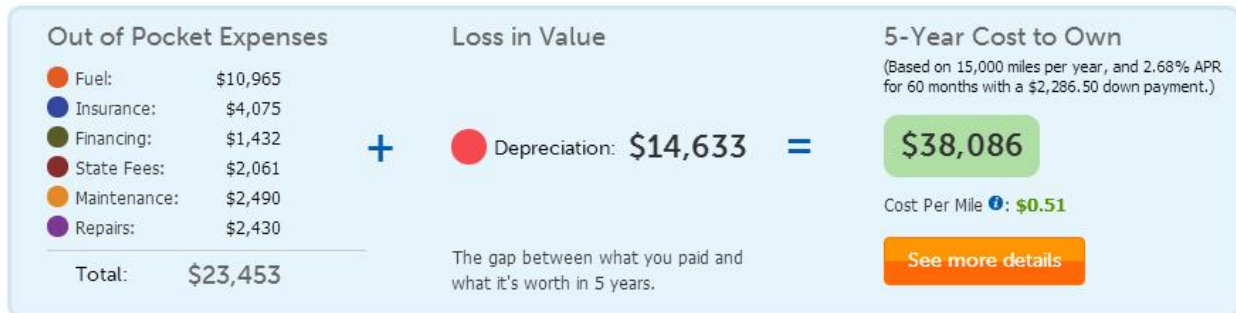 Out of Pocket Expenses
Fuel: $10,965
Insurance: $4,075
Financing: $1,432
State Fees: $2,061
Maintenance: $2,490
Repairs: $2,430
Total: $23,453
+
Loss in Value
Depreciation: $14,633
The gap between what you paid and
what it's worth in 5 years.
=
5-Year Cost to Own
(Based on 15,000 miles per year, and 2.68% APR
for 60 months with a $2,286.50 down payment.)
$38,086
Cost Per Mile i: $0.51
See more details